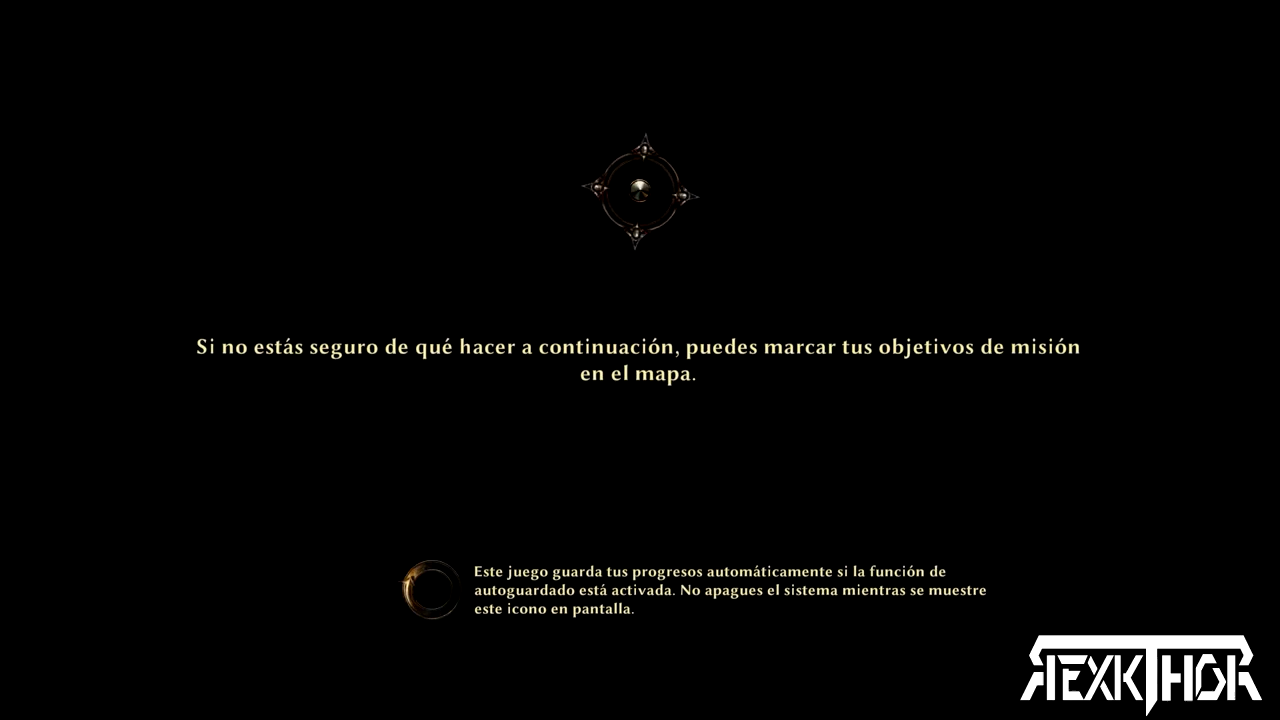 Si no estás seguro de qué hacer a continuación, puedes marcar tus objetivos de misión
en el mapa.
Este juego guarda tus progresos automáticamente si la función de
autoguardado está activada. No apagues el sistema mientras se muestre
este icono en pantalla.